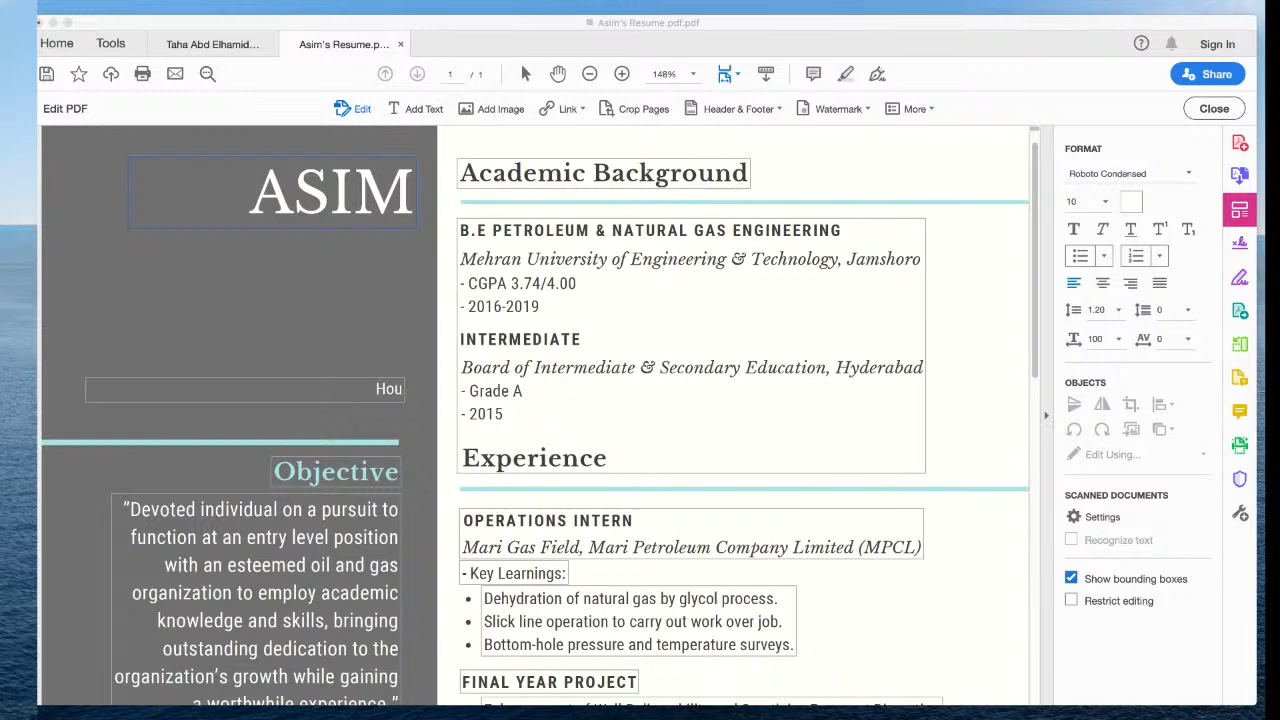 Asim's Resume.pdf.pdf
Home Tools Taha Abd Elhamid... Asim's Resume.p... × Sign In
1 / 1 148% Share
Edit PDF Edit Add Text Add Image Link Crop Pages Header & Footer Watermark More Close
ASIM
Hou
Objective
"Devoted individual on a pursuit to
function at an entry level position
with an esteemed oil and gas
organization to employ academic
knowledge and skills, bringing
outstanding dedication to the
organization's growth while gaining
a worthwhile experience."
Academic Background
B.E PETROLEUM & NATURAL GAS ENGINEERING
Mehran University of Engineering & Technology, Jamshoro
- CGPA 3.74/4.00
- 2016-2019
INTERMEDIATE
Board of Intermediate & Secondary Education, Hyderabad
- Grade A
- 2015
Experience
OPERATIONS INTERN
Mari Gas Field, Mari Petroleum Company Limited (MPCL)
- Key Learnings:
• Dehydration of natural gas by glycol process.
• Slick line operation to carry out work over job.
• Bottom-hole pressure and temperature surveys.
FINAL YEAR PROJECT
FORMAT
Roboto Condensed
10
1.20 0
100 0
OBJECTS
Edit Using...
SCANNED DOCUMENTS
Settings
Recognize text
Show bounding boxes
Restrict editing